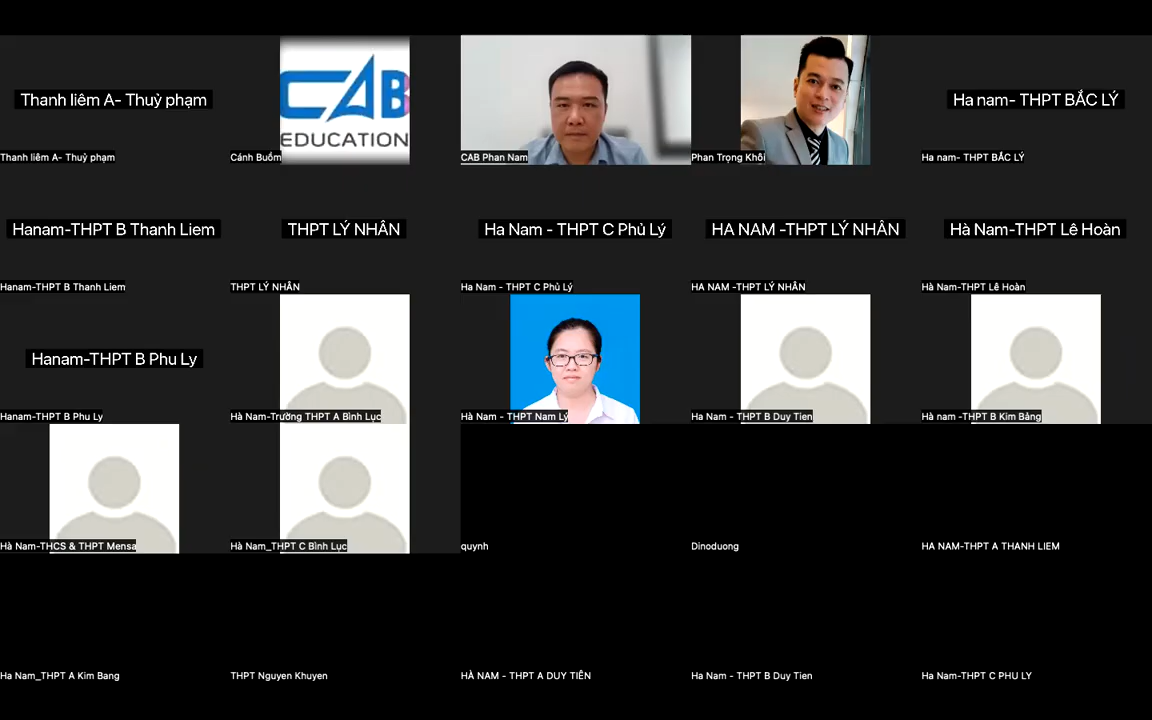 Thanh liêm A- Thuỷ phạm
CAB
EDUCATION
Ha nam- THPT BẮC LÝ
Thanh liêm A- Thuỷ phạm
Cánh Buồm
CAB Phan Nam
Phan Trọng Khôi
Ha nam- THPT BẮC LÝ
Hanam-THPT B Thanh Liem
THPT LÝ NHÂN
Ha Nam - THPT C Phủ Lý
HA NAM -THPT LÝ NHÂN
Hà Nam-THPT Lê Hoàn
Hanam-THPT B Thanh Liem
THPT LÝ NHÂN
Ha Nam - THPT C Phủ Lý
HA NAM -THPT LÝ NHÂN
Hà Nam-THPT Lê Hoàn
Hanam-THPT B Phu Ly
Hanam-THPT B Phu Ly
Hà Nam-Trường THPT A Bình Lục
Hà Nam - THPT Nam Lý
Ha Nam - THPT B Duy Tien
Hà nam -THPT B Kim Bảng
Hà Nam-THCS & THPT Mensa
Hà Nam_THPT C Bình Lục
quynh
Dinoduong
HA NAM-THPT A THANH LIEM
Ha Nam_THPT A Kim Bang
THPT Nguyen Khuyen
HÀ NAM - THPT A DUY TIÊN
Ha Nam - THPT B Duy Tien
Ha Nam-THPT C PHU LY